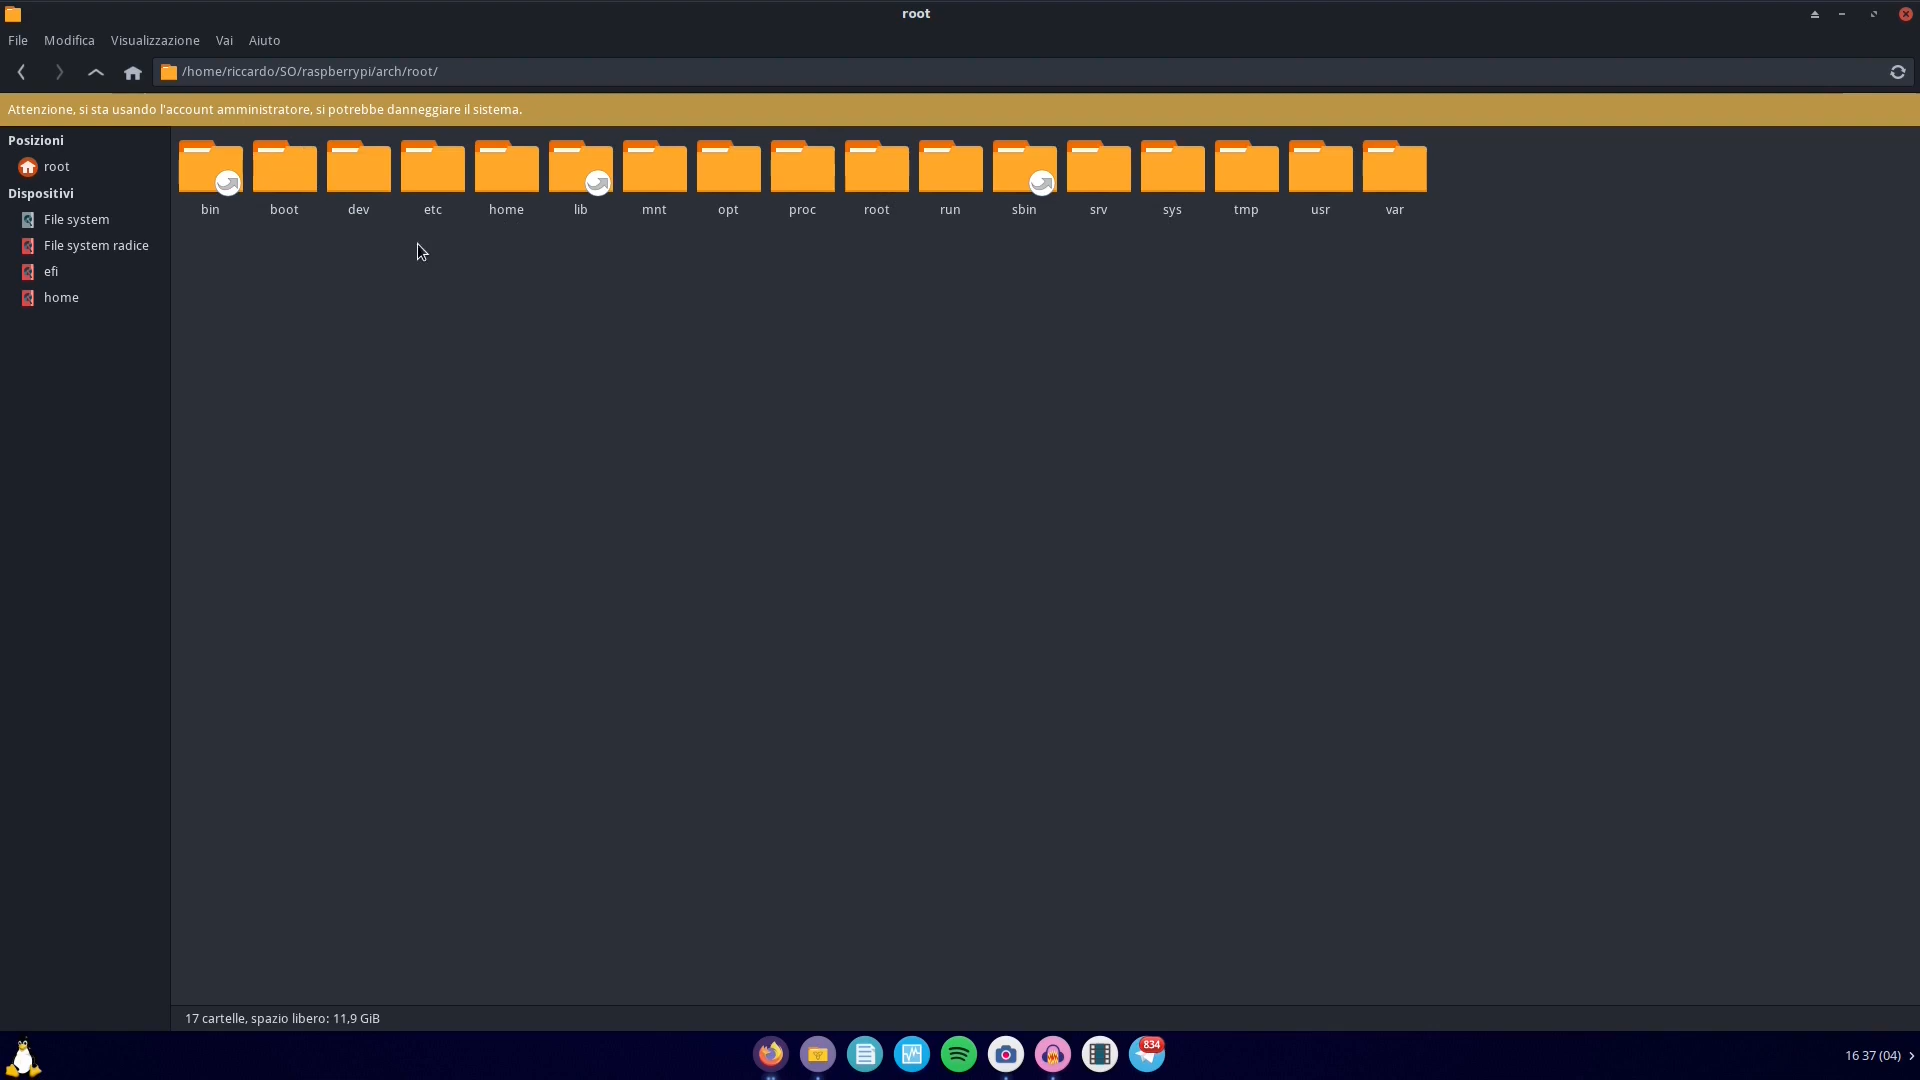 root
File Modifica Visualizzazione Vai Aiuto
/home/riccardo/SO/raspberrypi/arch/root/
Attenzione, si sta usando l'account amministratore, si potrebbe danneggiare il sistema.
Posizioni
root
Dispositivi
File system
File system radice
efi
home
bin boot dev etc home lib mnt opt proc root run sbin srv sys tmp usr var
17 cartelle, spazio libero: 11,9 GiB
834
16 37 (04)